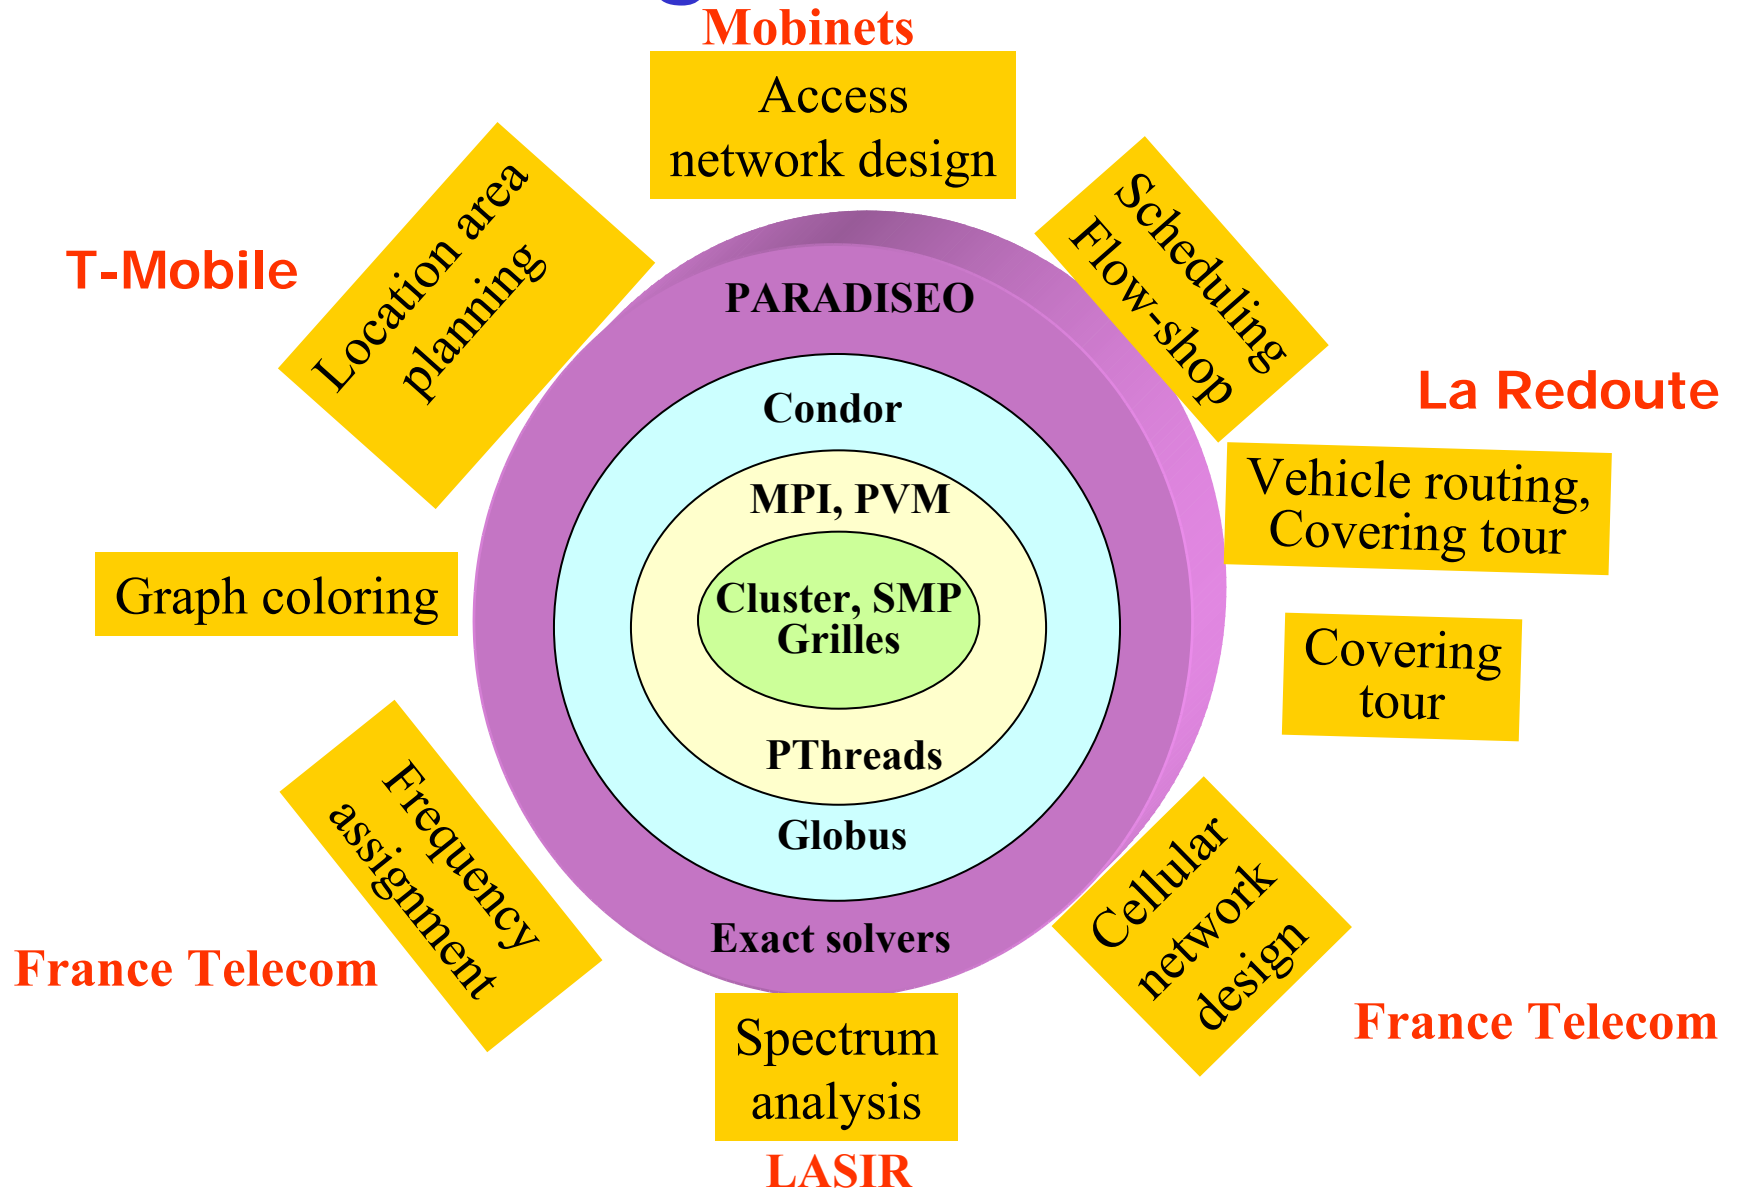 Mobinets
Access
network design
Location area
planning
Scheduling
Flow-shop
T-Mobile
PARADISEO
La Redoute
Condor
Vehicle routing,
Covering tour
MPI, PVM
Graph coloring
Cluster, SMP
Grilles
Covering
tour
PThreads
Globus
Frequency
assignment
Cellular
network
design
Exact solvers
France Telecom
France Telecom
Spectrum
analysis
LASIR